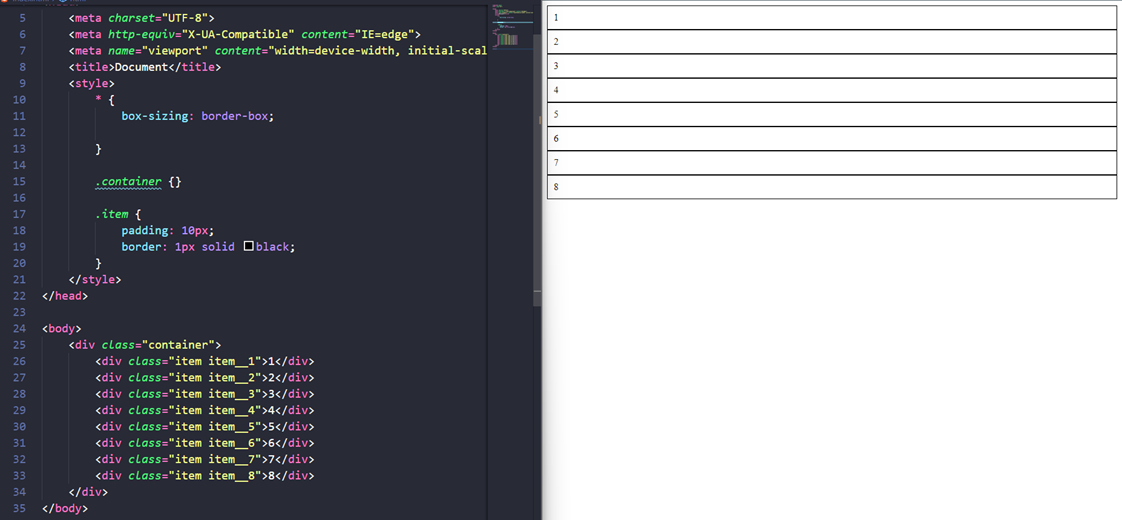 5 <meta charset="UTF-8">
6 <meta http-equiv="X-UA-Compatible" content="IE=edge">
7 <meta name="viewport" content="width=device-width, initial-scal
8 <title>Document</title>
9 <style>
10 * {
11 box-sizing: border-box;
12
13 }
14
15 .container {}
16
17 .item {
18 padding: 10px;
19 border: 1px solid black;
20 }
21 </style>
22 </head>
23
24 <body>
25 <div class="container">
26 <div class="item item__1">1</div>
27 <div class="item item__2">2</div>
28 <div class="item item__3">3</div>
29 <div class="item item__4">4</div>
30 <div class="item item__5">5</div>
31 <div class="item item__6">6</div>
32 <div class="item item__7">7</div>
33 <div class="item item__8">8</div>
34 </div>
35 </body>
1
2
3
4
5
6
7
8